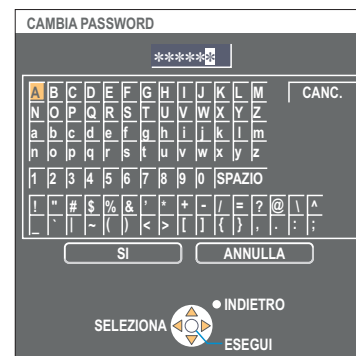 CAMBIA PASSWORD
******
A B C D E F G H I J K L M CANC.
N O P Q R S T U V W X Y Z
a b c d e f g h i j k l m
n o p q r s t u v w x y z
1 2 3 4 5 6 7 8 9 0 SPAZIO
! " # $ % & ' * + - / = ? @ \ ^
_ ` | ~ ( ) < > [ ] { } , . : ;
SI ANNULLA
INDIETRO
SELEZIONA
ESEGUI